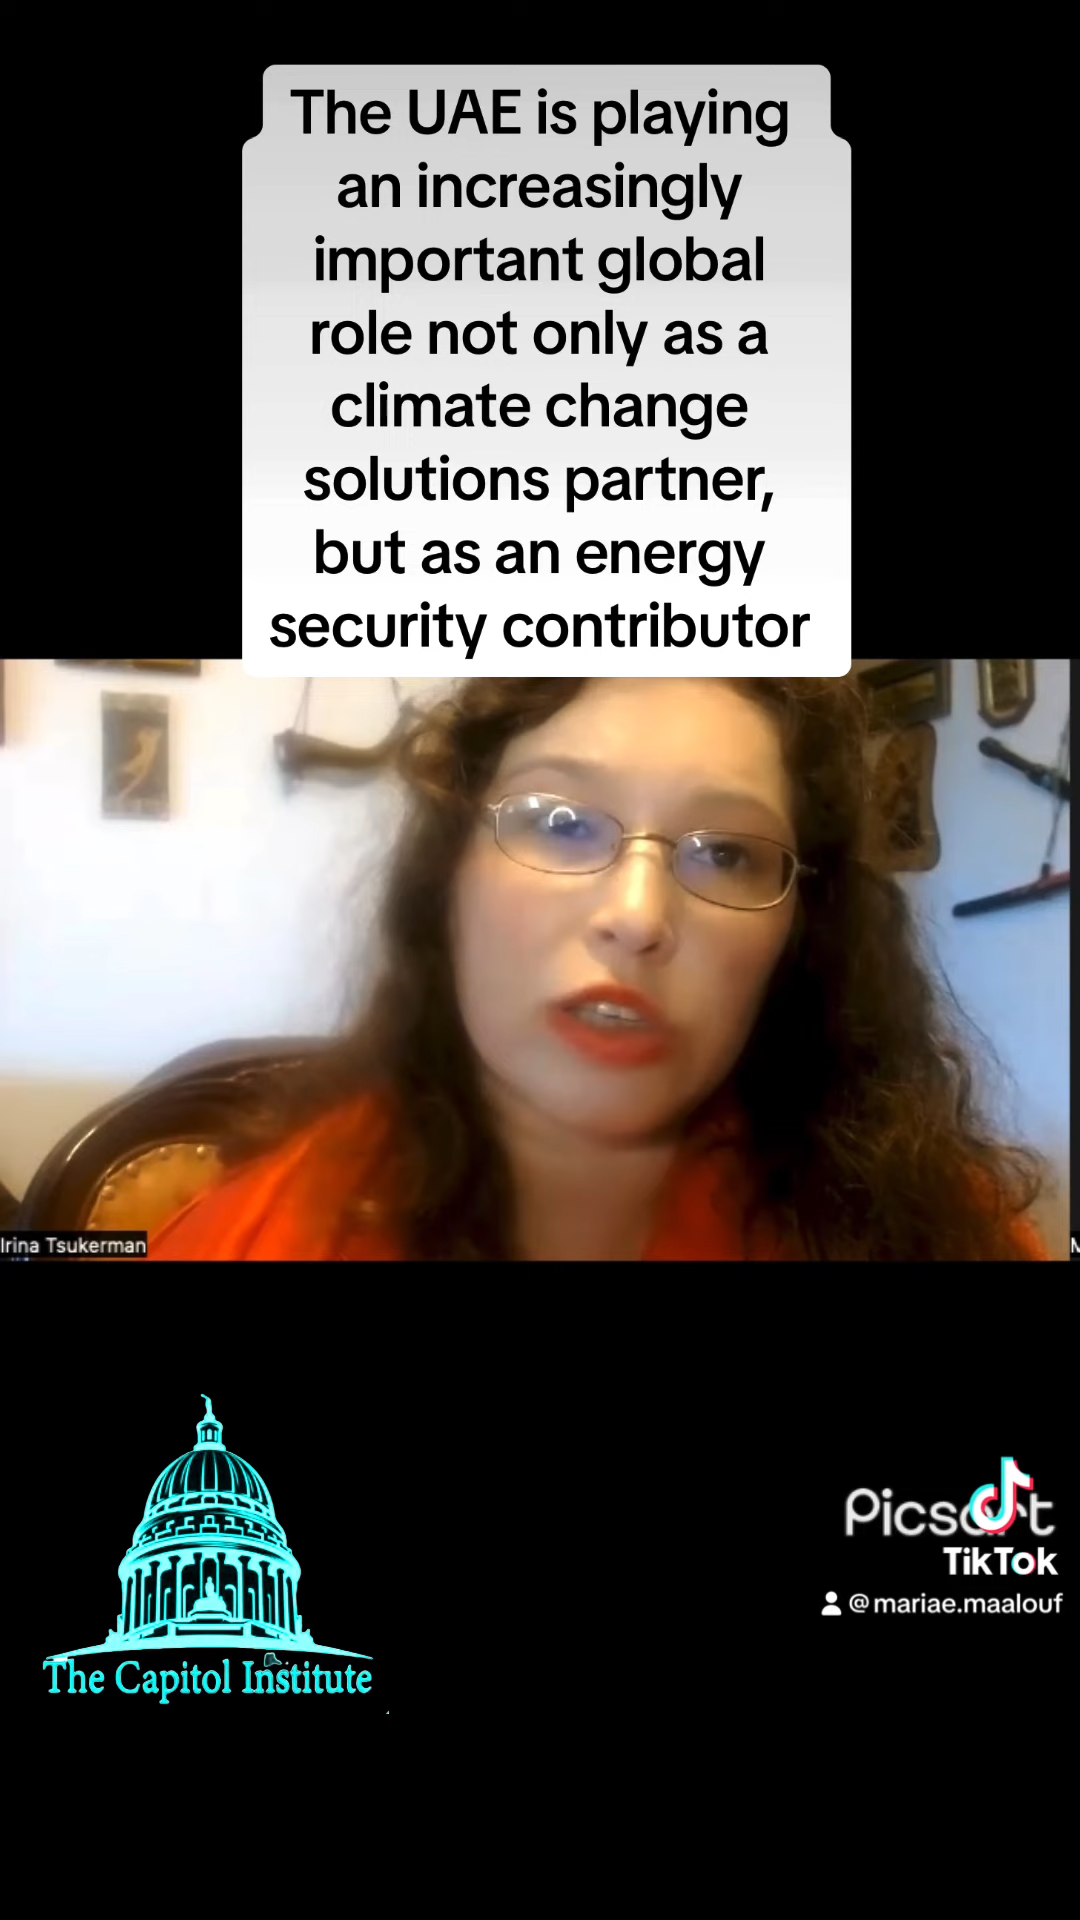 The UAE is playing
an increasingly
important global
role not only as a
climate change
solutions partner,
but as an energy
security contributor
Irina Tsukerman
M
The Capitol Institute
Picsart
TikTok
@mariae.maalouf